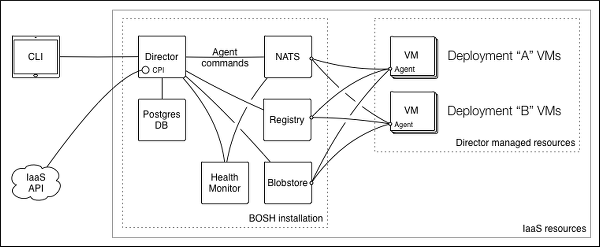 CLI
Director
CPI
Agent
commands
NATS
VM
Agent
Deployment “A” VMs
Postgres
DB
Registry
VM
Agent
Deployment “B” VMs
Director managed resources
IaaS
API
Health
Monitor
Blobstore
BOSH installation
IaaS resources